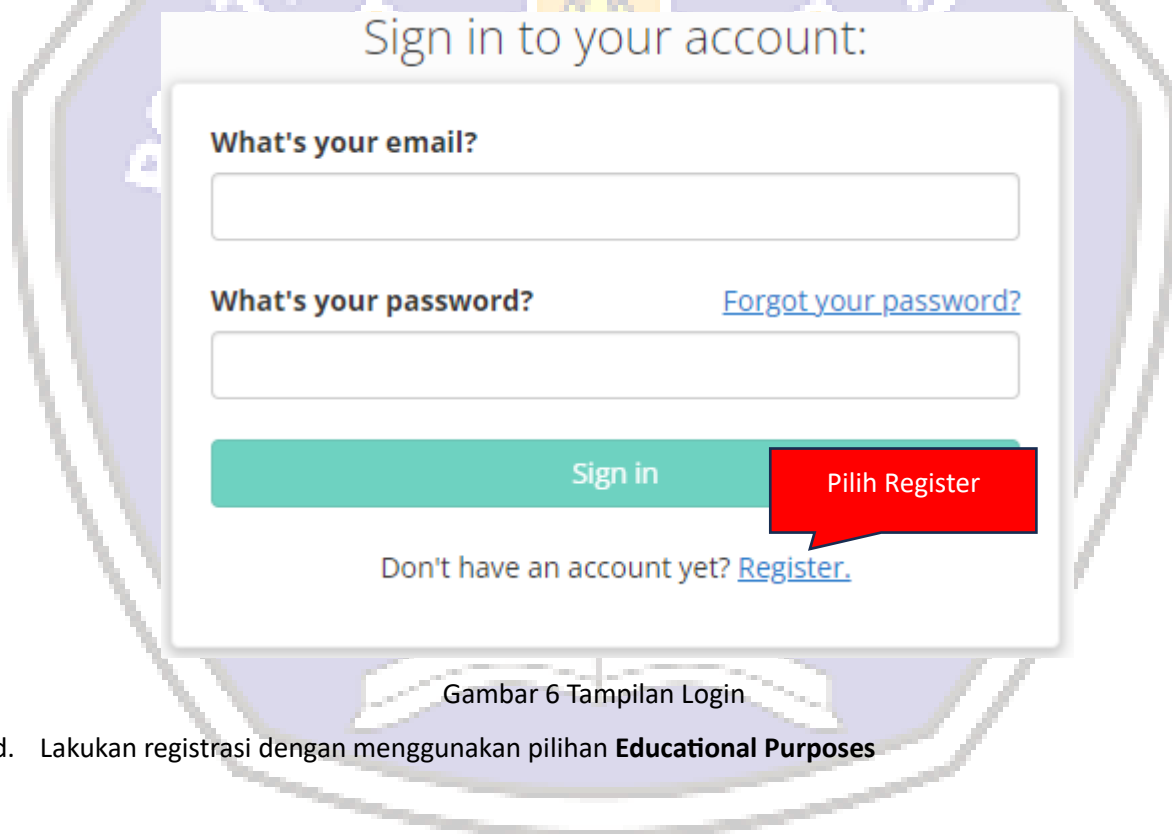 Sign in to your account:
What's your email?
What's your password? Forgot your password?
Sign in
Pilih Register
Don't have an account yet? Register.
Gambar 6 Tampilan Login
d. Lakukan registrasi dengan menggunakan pilihan Educational Purposes